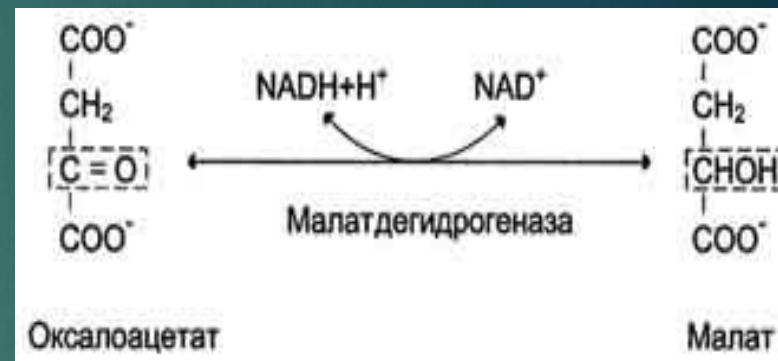 COO⁻
CH₂
C = O
COO⁻
Оксалоацетат
NADH+H⁺ NAD⁺
Малатдегидрогеназа
COO⁻
CH₂
CHOH
COO⁻
Малат